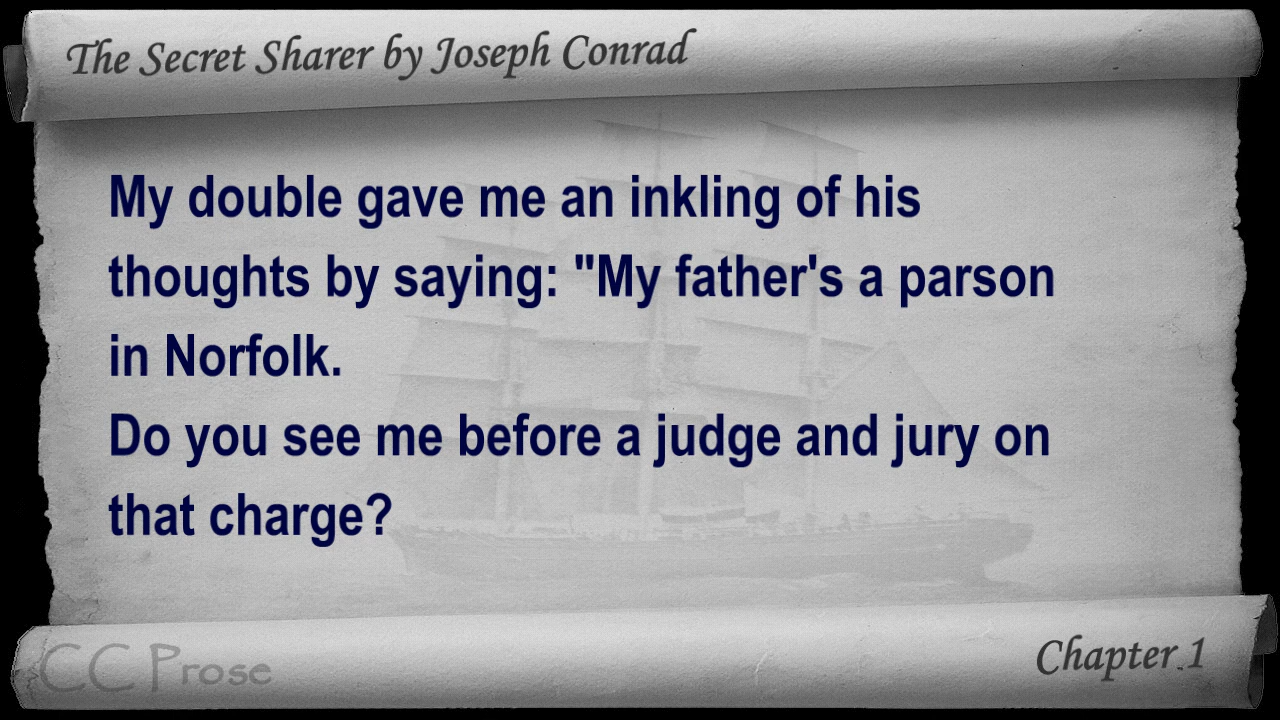 The Secret Sharer by Joseph Conrad
My double gave me an inkling of his
thoughts by saying: "My father's a parson
in Norfolk.
Do you see me before a judge and jury on
that charge?
CC Prose
Chapter 1